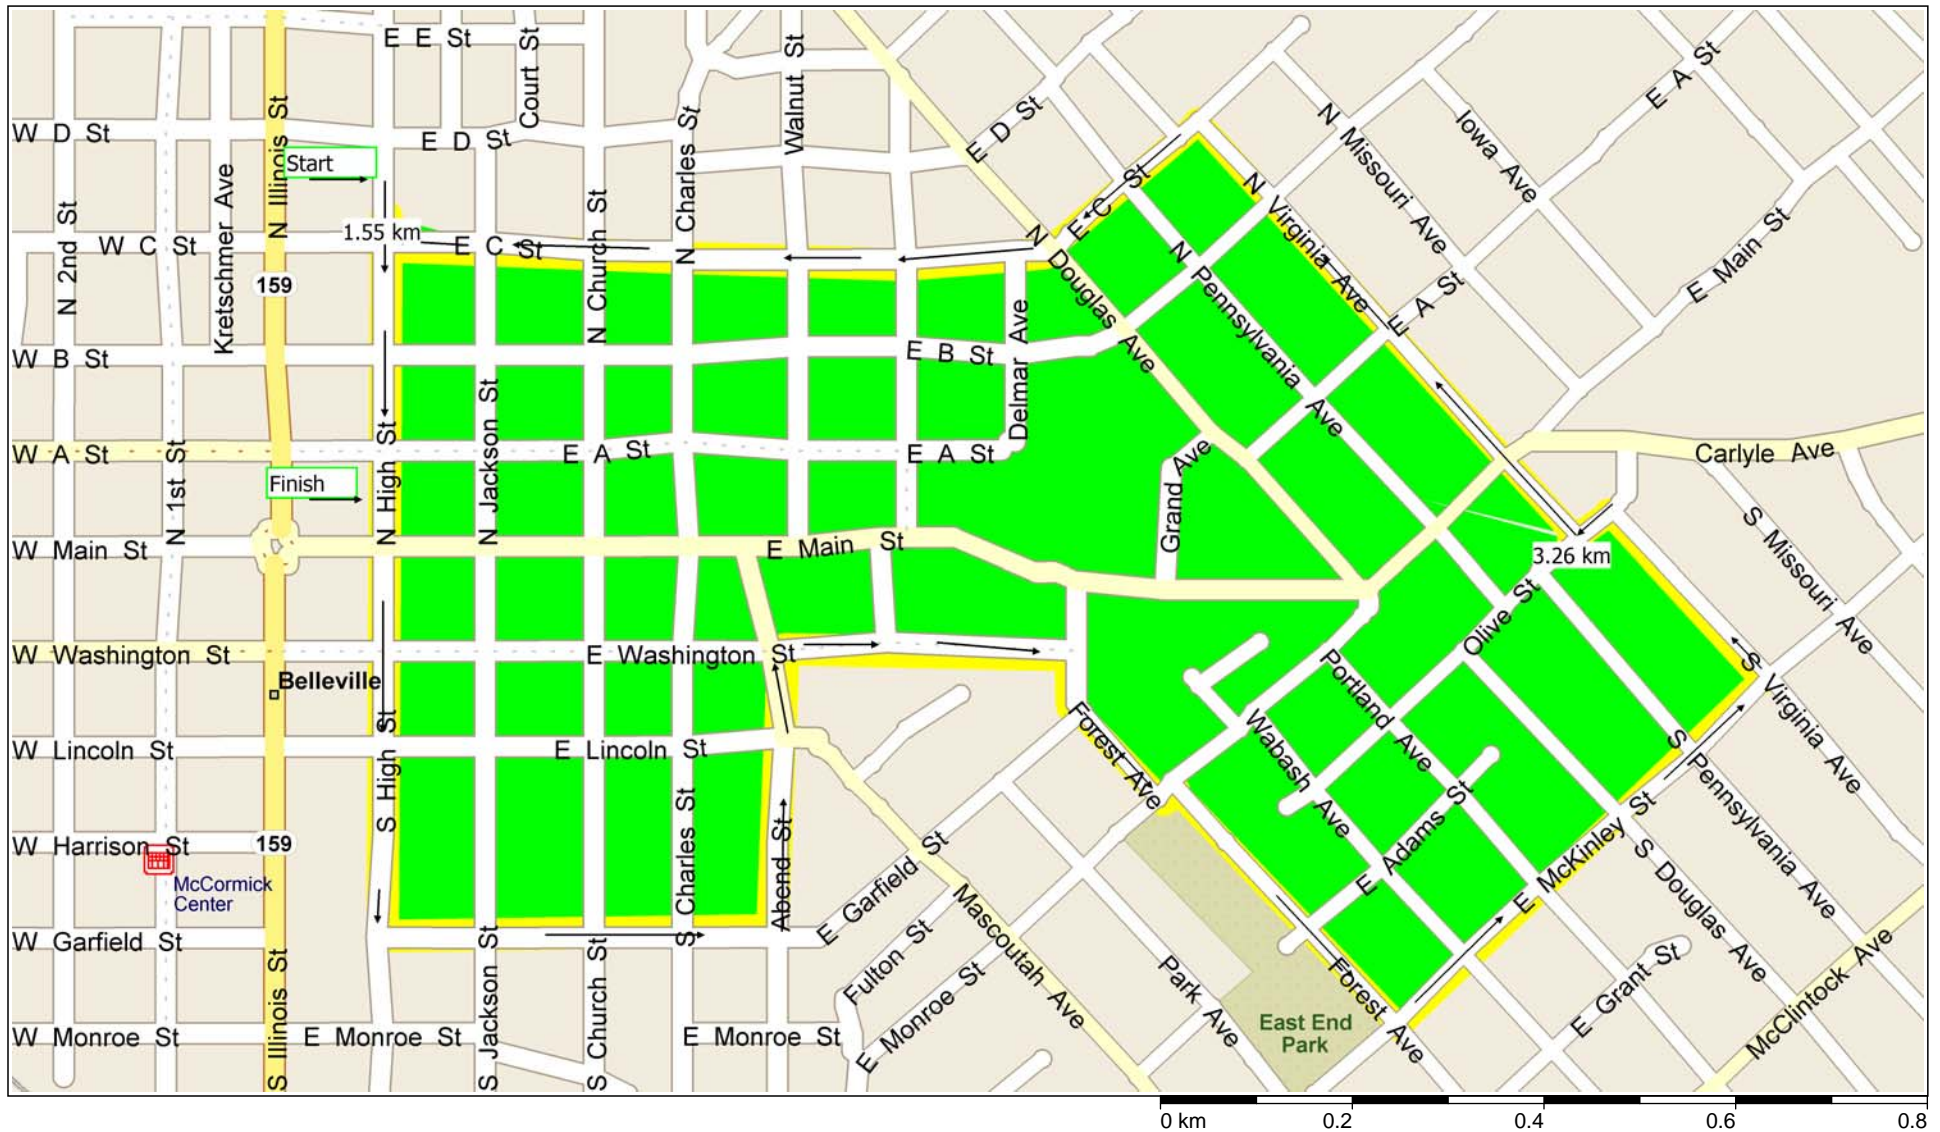 E E St
Court St
Walnut St
E A St
W D St
N Illinois St
E D St
N Charles St
E D St
N Missouri Ave
Iowa Ave
Start
Kretschmer Ave
N 2nd St
1.55 km
W C St
E C St
N Church St
E C St
N Virginia Ave
N Douglas Ave
N Pennsylvania Ave
E A St
E Main St
159
W B St
E B St
Delmar Ave
N High St
N Jackson St
W A St
N 1st St
E A St
E A St
Grand Ave
Carlyle Ave
Finish
W Main St
E Main St
3.26 km
S Missouri Ave
Olive St
W Washington St
E Washington St
Belleville
Portland Ave
S Virginia Ave
W Lincoln St
S High St
E Lincoln St
Forest Ave
Wabash Ave
S Pennsylvania Ave
W Harrison St
159
McCormick
Center
S Charles St
Abend St
E Garfield St
E Adams St
E McKinley St
S Douglas Ave
W Garfield St
Fulton St
Mascoutah Ave
Park Ave
Forest Ave
E Grant St
McClintock Ave
W Monroe St
S Illinois St
E Monroe St
S Jackson St
S Church St
E Monroe St
E Monroe St
East End
Park
0 km 0.2 0.4 0.6 0.8